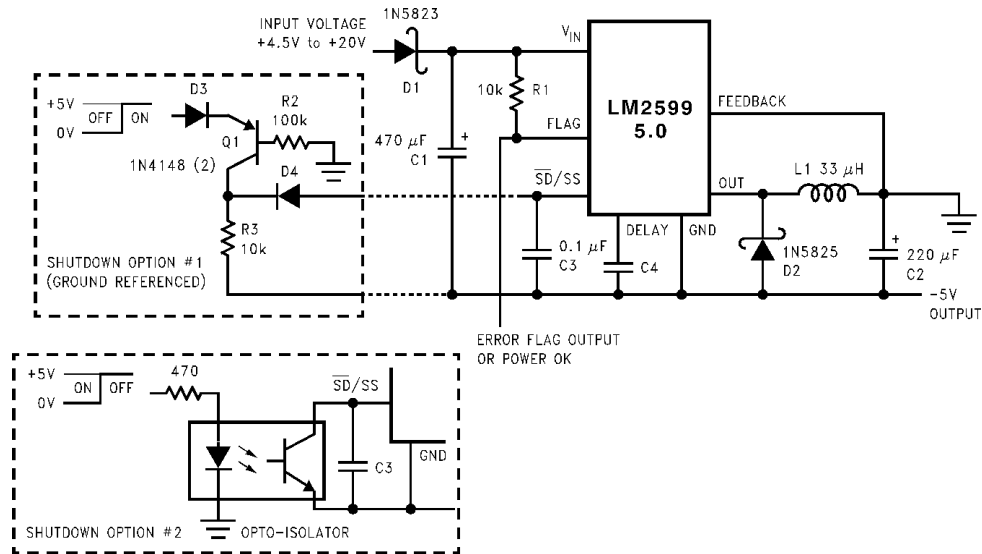 1N5823
INPUT VOLTAGE
+4.5V to +20V
VIN
D1
10k
R1
LM2599
5.0
FEEDBACK
FLAG
470 μF
C1
+
D3
+5V
OFF
ON
0V
R2
100k
Q1
1N4148 (2)
D4
SD/SS
OUT
L1 33 μH
R3
10k
0.1 μF
C3
DELAY
GND
C4
1N5825
D2
+
220 μF
C2
SHUTDOWN OPTION #1
(GROUND REFERENCED)
-5V
OUTPUT
ERROR FLAG OUTPUT
OR POWER OK
+5V
ON
OFF
0V
470
SD/SS
GND
C3
SHUTDOWN OPTION #2
OPTO-ISOLATOR